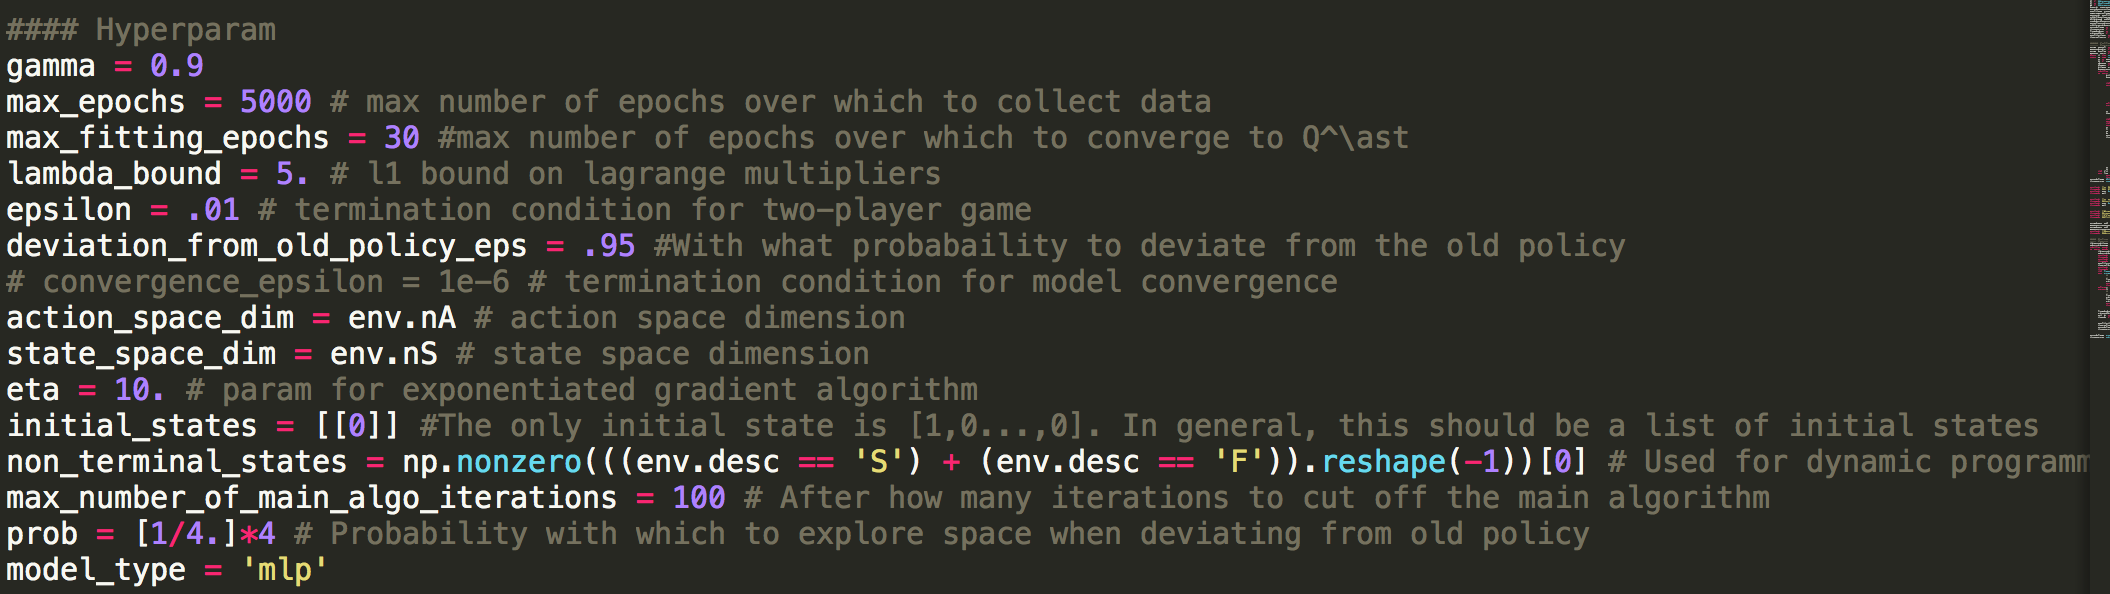 #### Hyperparam
gamma = 0.9
max_epochs = 5000 # max number of epochs over which to collect data
max_fitting_epochs = 30 #max number of epochs over which to converge to Q^\ast
lambda_bound = 5. # l1 bound on lagrange multipliers
epsilon = .01 # termination condition for two-player game
deviation_from_old_policy_eps = .95 #With what probabaility to deviate from the old policy
# convergence_epsilon = 1e-6 # termination condition for model convergence
action_space_dim = env.nA # action space dimension
state_space_dim = env.nS # state space dimension
eta = 10. # param for exponentiated gradient algorithm
initial_states = [[0]] #The only initial state is [1,0...,0]. In general, this should be a list of initial states
non_terminal_states = np.nonzero(((env.desc == 'S') + (env.desc == 'F')).reshape(-1))[0] # Used for dynamic programm
max_number_of_main_algo_iterations = 100 # After how many iterations to cut off the main algorithm
prob = [1/4.]*4 # Probability with which to explore space when deviating from old policy
model_type = 'mlp'